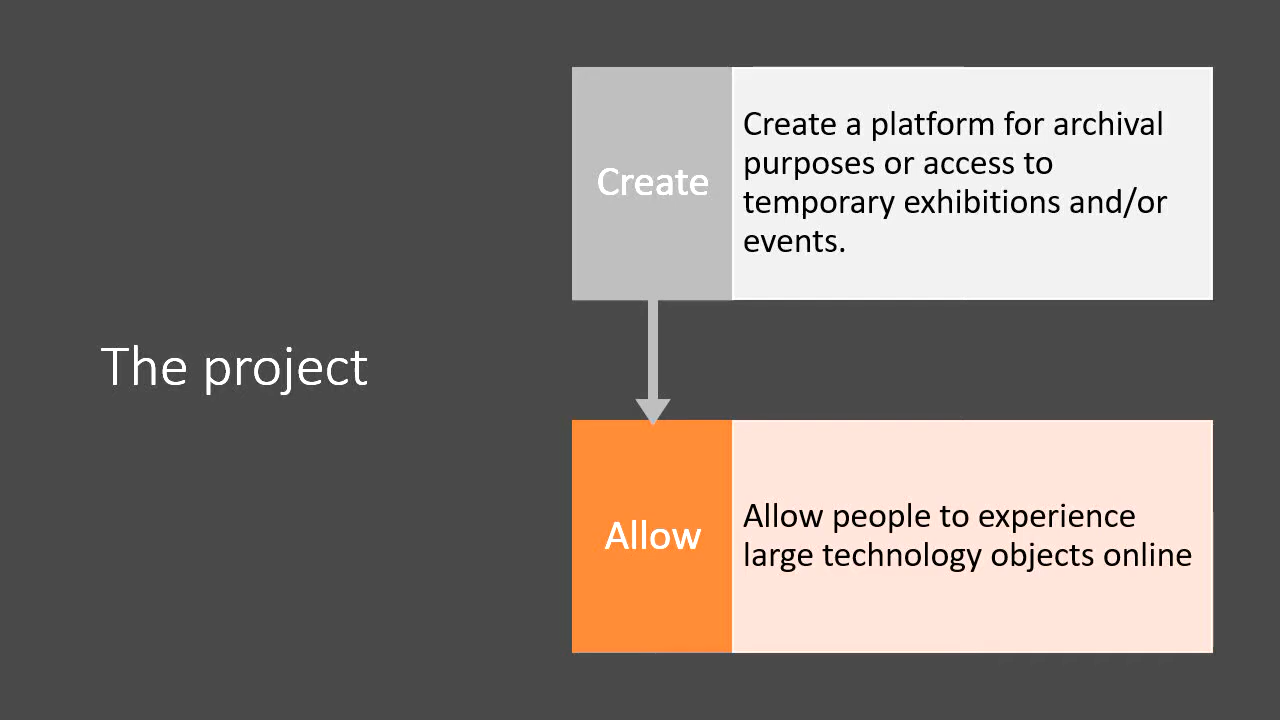 The project
Create
Create a platform for archival
purposes or access to
temporary exhibitions and/or
events.
Allow
Allow people to experience
large technology objects online